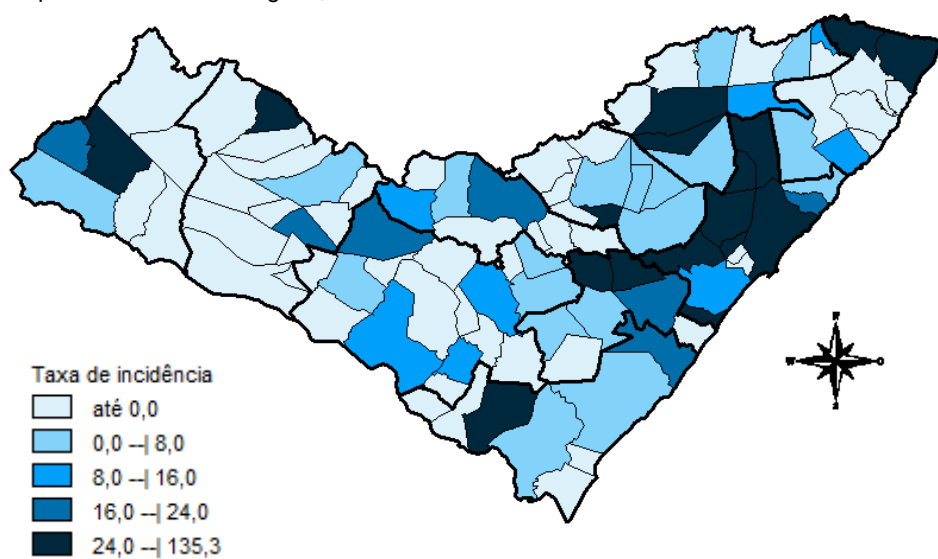 N
W
O
S
Taxa de incidência
até 0,0
0,0 --| 8,0
8,0 --| 16,0
16,0 --| 24,0
24,0 --| 135,3